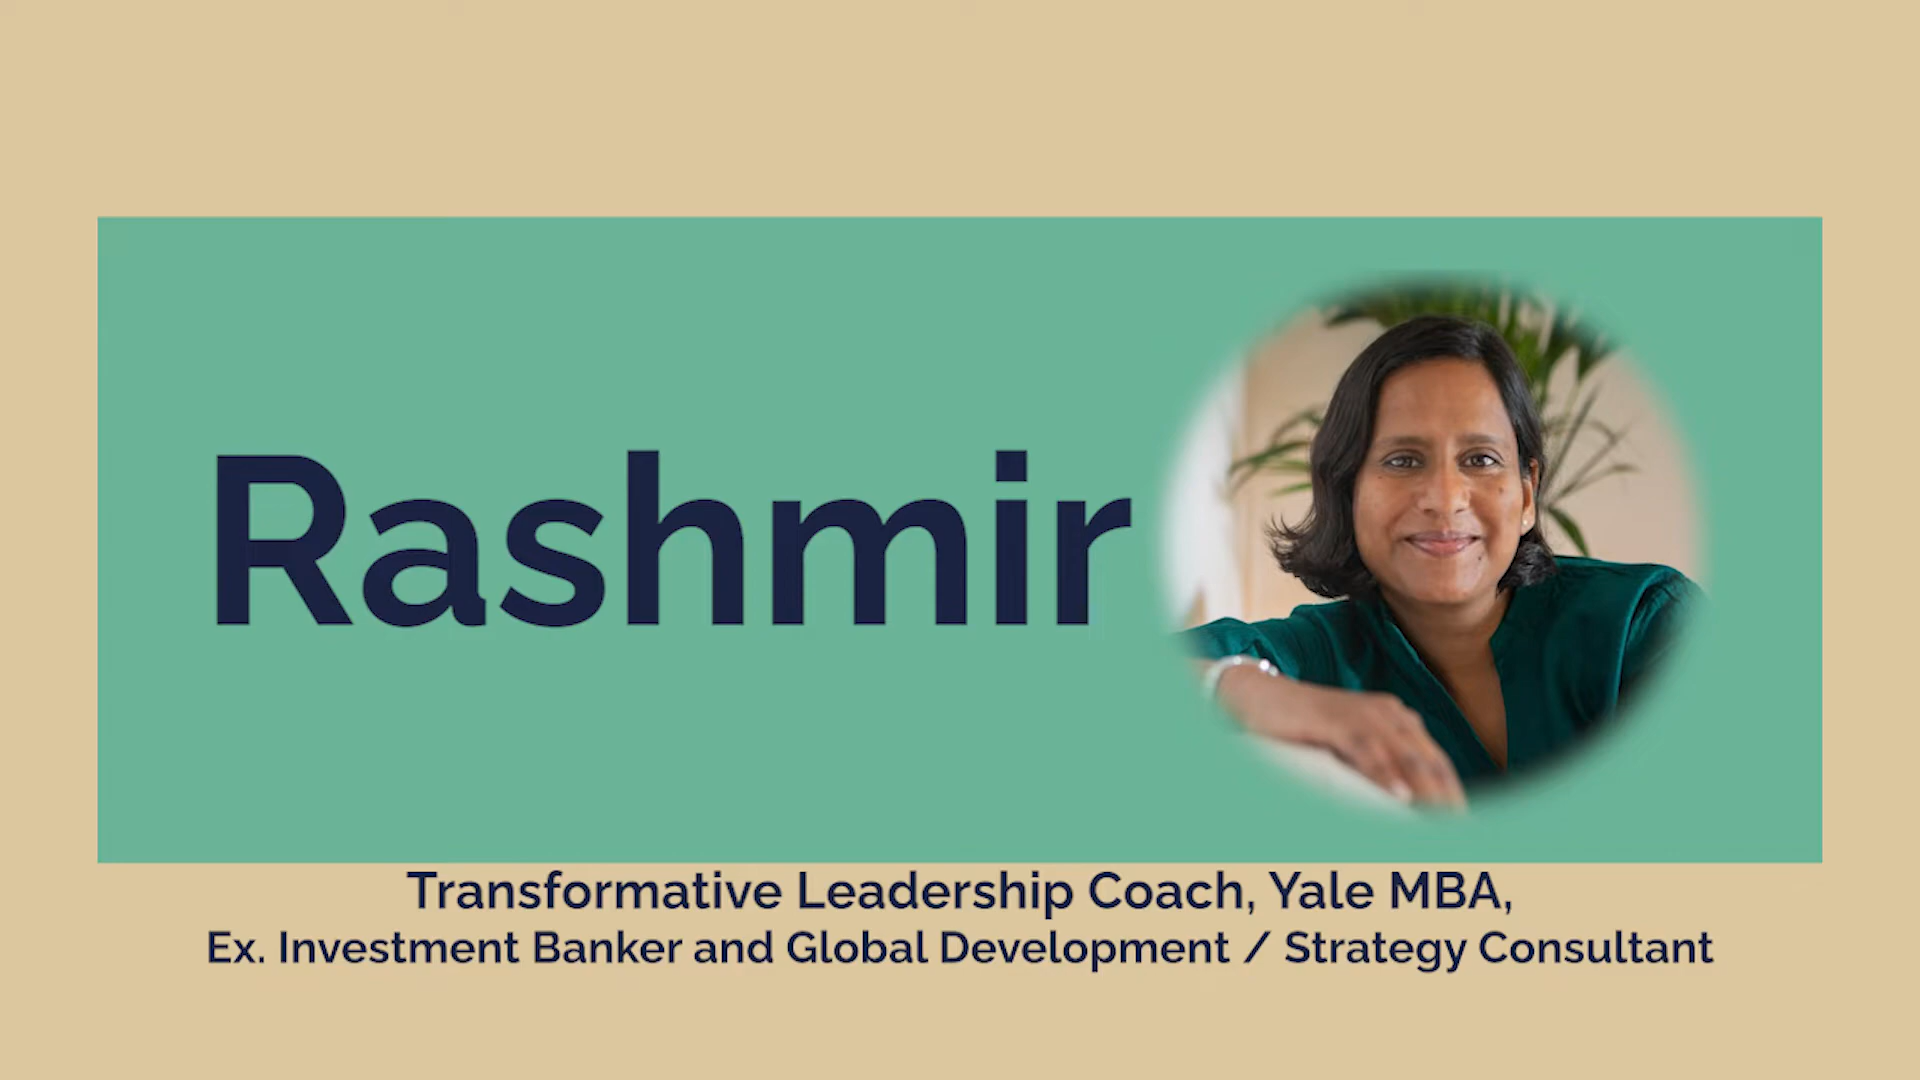 Rashmir
Transformative Leadership Coach, Yale MBA,
Ex. Investment Banker and Global Development / Strategy Consultant